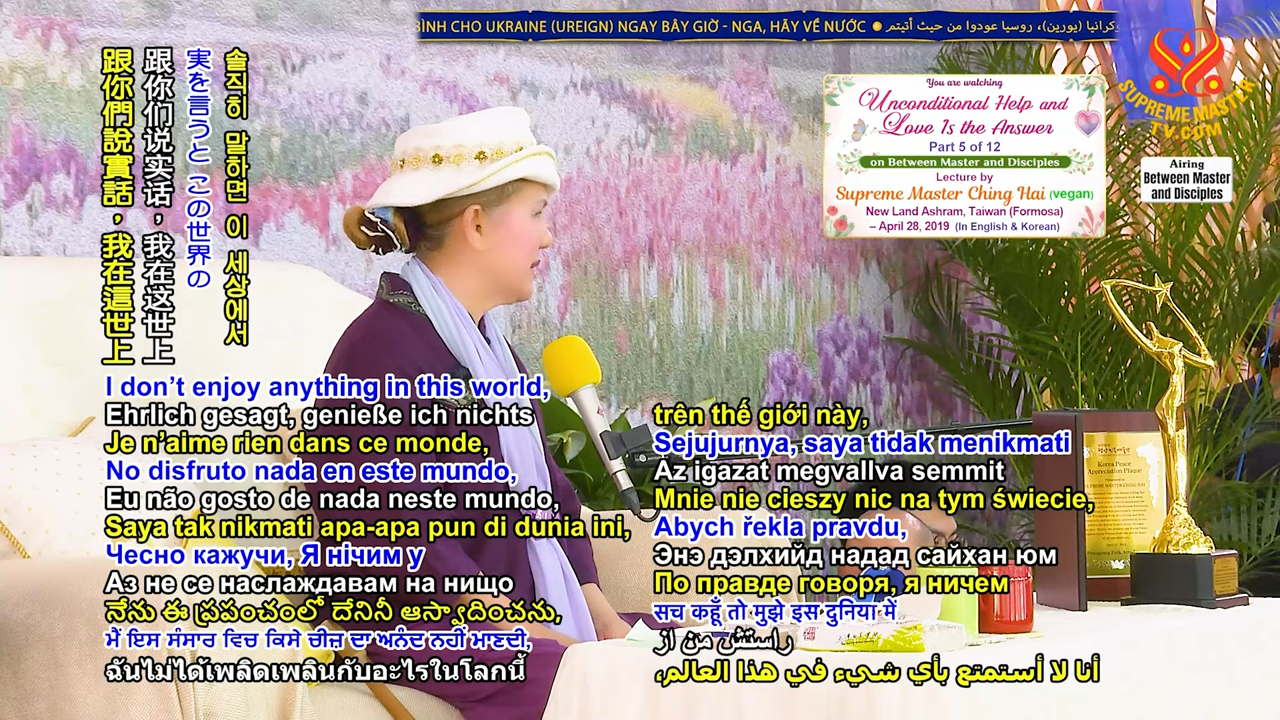 BÌNH CHO UKRAINE (UREIGN) NGAY BÂY GIỜ - NGA, HÃY VỀ NƯỚC
كرانيا (يورين)، روسيا عودوا من حيث أتيتم
SUPREME MASTER
TV.COM
You are watching
Unconditional Help and
Love Is the Answer
Part 5 of 12
on Between Master and Disciples
Lecture by
Supreme Master Ching Hai (vegan)
New Land Ashram, Taiwan (Formosa)
– April 28, 2019 (In English & Korean)
Airing
Between Master
and Disciples
솔직히 말하면 이 세상에서
実を言うと この世界の
跟你们说实话，我在这世上
跟你們說實話，我在這世上
I don’t enjoy anything in this world,
Ehrlich gesagt, genieße ich nichts
Je n’aime rien dans ce monde,
No disfruto nada en este mundo,
Eu não gosto de nada neste mundo,
Saya tak nikmati apa-apa pun di dunia ini,
Чесно кажучи, Я нічим у
Аз не се наслаждавам на нищо
నేను ఈ ప్రపంచంలో దేనినీ ఆస్వాదించను,
ਮੈਂ ਇਸ ਸੰਸਾਰ ਵਿਚ ਕਿਸੇ ਚੀਜ਼ ਦਾ ਅਨੰਦ ਨਹੀਂ ਮਾਣਦੀ,
ฉันไม่ได้เพลิดเพลินกับอะไรในโลกนี้
trên thế giới này,
Sejujurnya, saya tidak menikmati
Az igazat megvallva semmit
Mnie nie cieszy nic na tym świecie,
Abych řekla pravdu,
Энэ дэлхийд надад сайхан юм
По правде говоря, я ничем
सच कहूँ तो मुझे इस दुनिया में
راستش من از
أنا لا أستمتع بأي شيء في هذا العالم،
Korea Peace
Appreciation Plaque
SUPREME MASTER CHING HAI